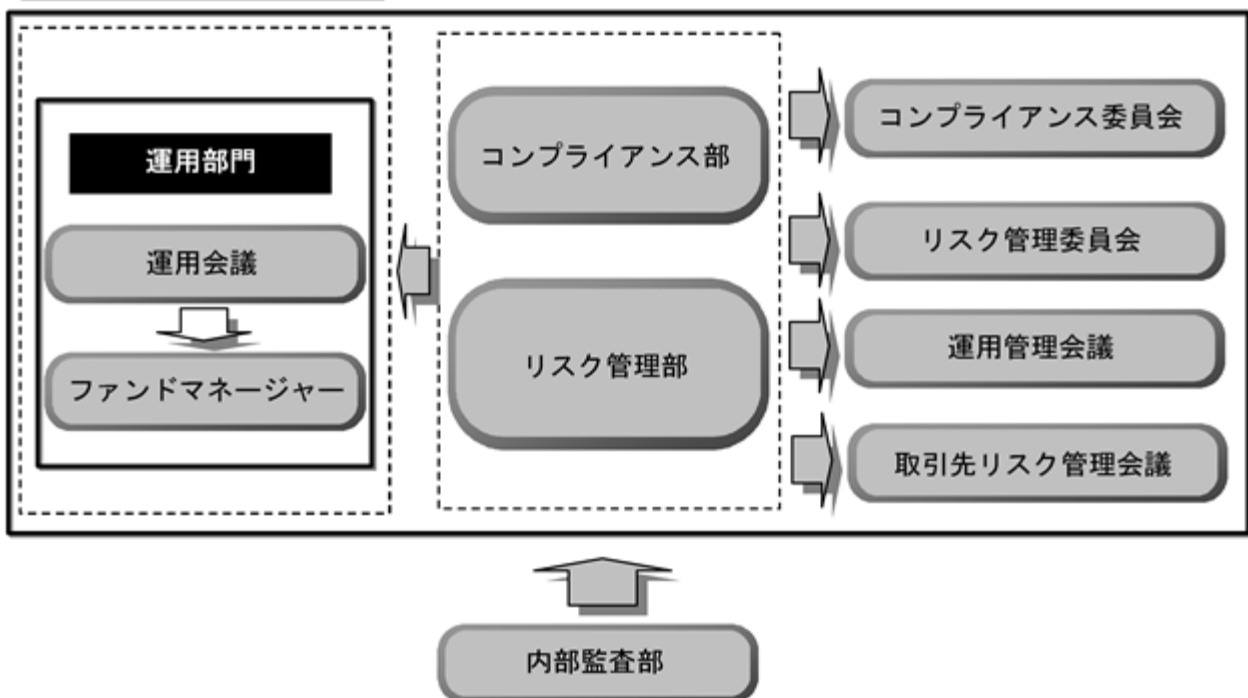 運用部門
運用会議
ファンドマネージャー
コンプライアンス部
リスク管理部
コンプライアンス委員会
リスク管理委員会
運用管理会議
取引先リスク管理会議
内部監査部